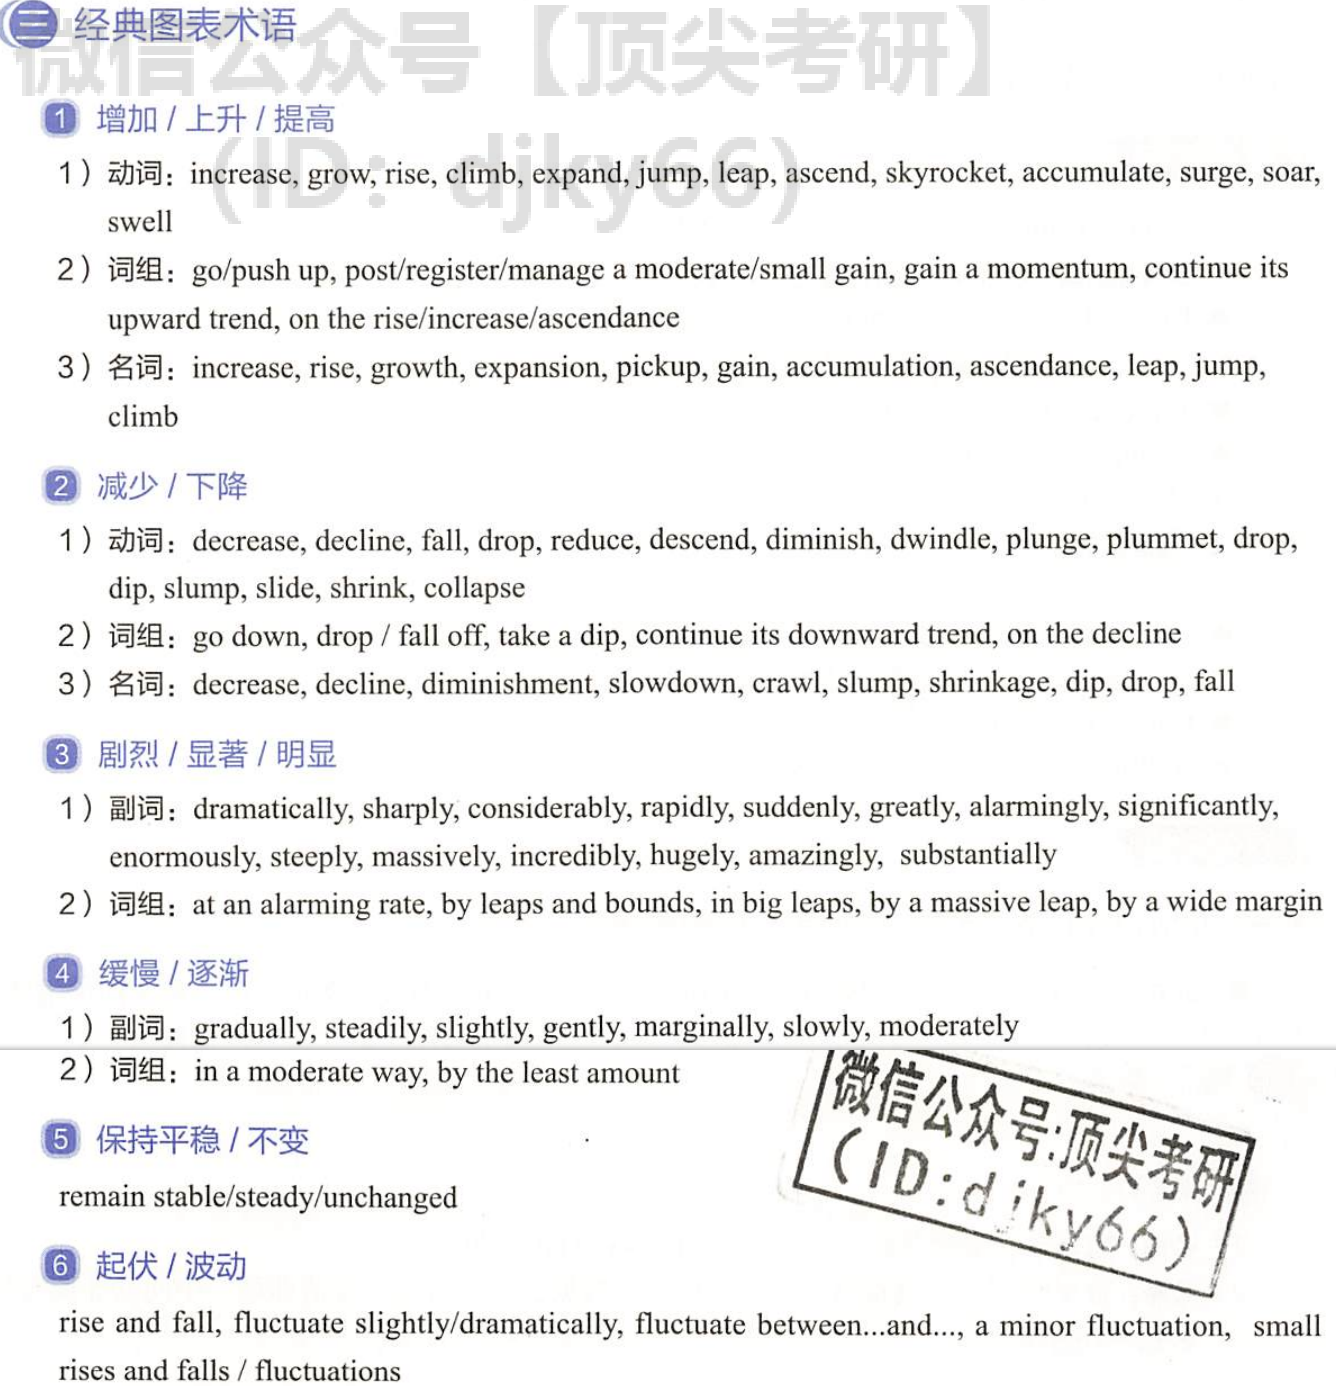 三 经典图表术语
微信公众号【顶尖考研】
(ID: djky66)
1 增加 / 上升 / 提高
1）动词：increase, grow, rise, climb, expand, jump, leap, ascend, skyrocket, accumulate, surge, soar,
swell
2）词组：go/push up, post/register/manage a moderate/small gain, gain a momentum, continue its
upward trend, on the rise/increase/ascendance
3）名词：increase, rise, growth, expansion, pickup, gain, accumulation, ascendance, leap, jump,
climb
2 减少 / 下降
1）动词：decrease, decline, fall, drop, reduce, descend, diminish, dwindle, plunge, plummet, drop,
dip, slump, slide, shrink, collapse
2）词组：go down, drop / fall off, take a dip, continue its downward trend, on the decline
3）名词：decrease, decline, diminishment, slowdown, crawl, slump, shrinkage, dip, drop, fall
3 剧烈 / 显著 / 明显
1）副词：dramatically, sharply, considerably, rapidly, suddenly, greatly, alarmingly, significantly,
enormously, steeply, massively, incredibly, hugely, amazingly, substantially
2）词组：at an alarming rate, by leaps and bounds, in big leaps, by a massive leap, by a wide margin
4 缓慢 / 逐渐
1）副词：gradually, steadily, slightly, gently, marginally, slowly, moderately
2）词组：in a moderate way, by the least amount
微信公众号:顶尖考研
(ID:djky66)
5 保持平稳 / 不变
remain stable/steady/unchanged
6 起伏 / 波动
rise and fall, fluctuate slightly/dramatically, fluctuate between...and..., a minor fluctuation, small
rises and falls / fluctuations